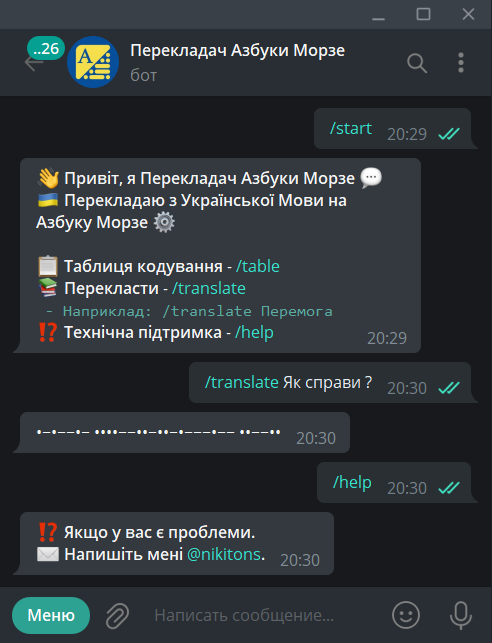 ..26
Перекладач Азбуки Морзе
бот
/start 20:29
👋 Привіт, я Перекладач Азбуки Морзе 💬
🇺🇦 Перекладаю з Української Мови на
Азбуку Морзе ⚙️
📋 Таблиця кодування - /table
📚 Перекласти - /translate
- Наприклад: /translate Перемога
⁉️ Технічна підтримка - /help
20:29
/translate Як справи ? 20:30
•−•−−•− ••••−−••−••−•−−−•−− ••−−•• 20:30
/help 20:30
⁉️ Якщо у вас є проблеми.
✉️ Напишіть мені @nikitons. 20:30
Меню Написать сообщение...